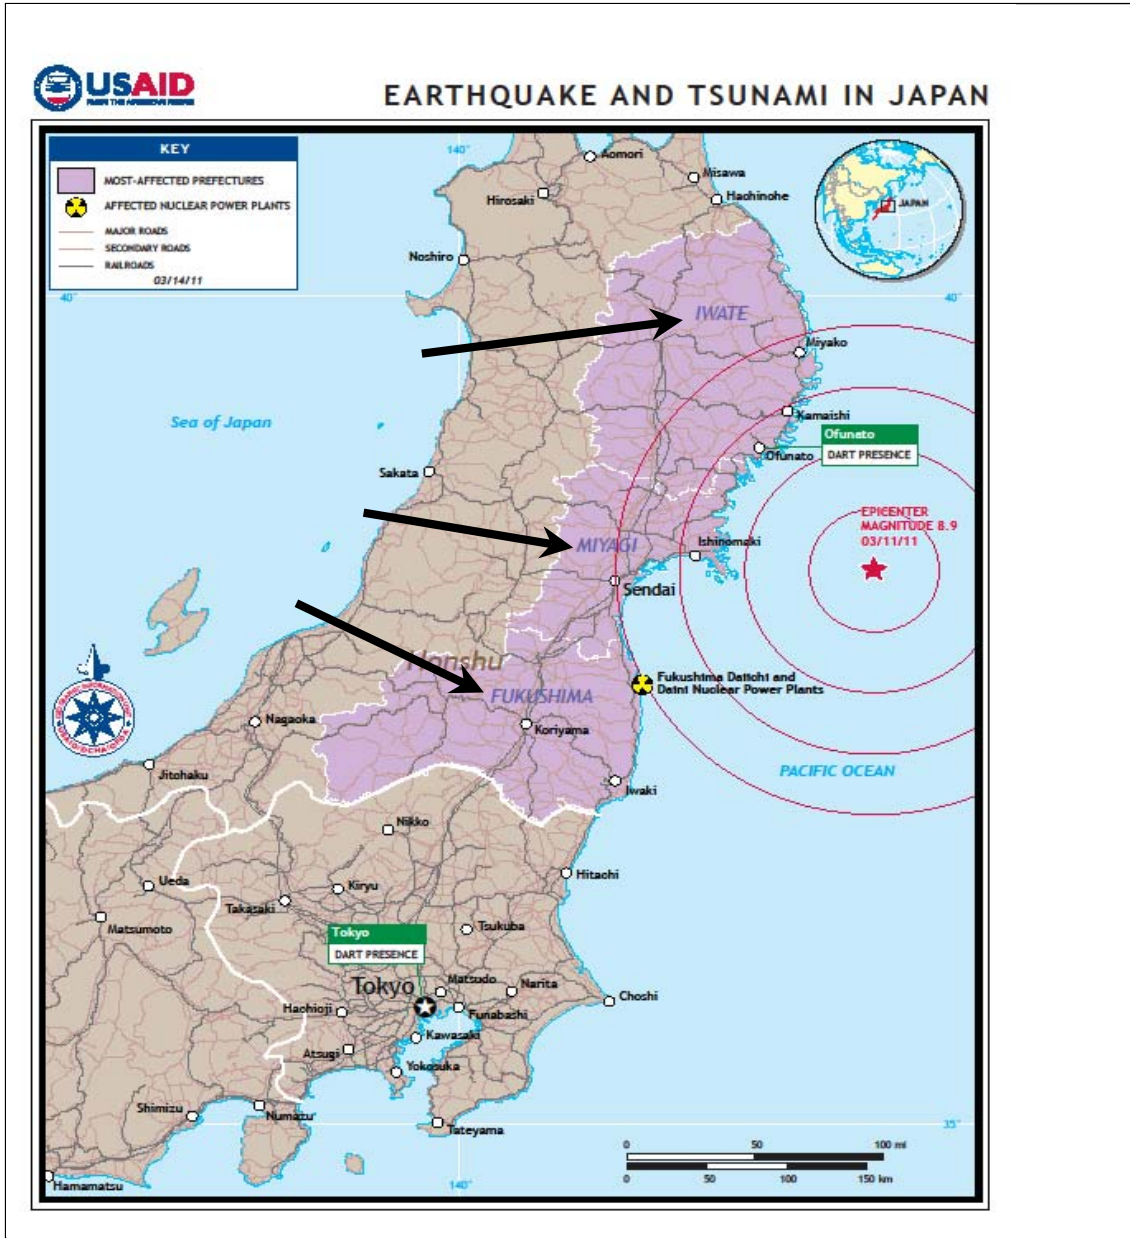 USAID
EARTHQUAKE AND TSUNAMI IN JAPAN
KEY
MOST-AFFECTED PREFECTURES
AFFECTED NUCLEAR POWER PLANTS
MAJOR ROADS
SECONDARY ROADS
RAILROADS
03/14/11
140°
Aomori
Misawa
Hirosaki
Hachinohe
JAPAN
Noshiro
40°
40°
IWATE
Miyako
Kamaishi
Sea of Japan
Ofunato
DART PRESENCE
Ofunato
Sakata
EPICENTER
MAGNITUDE 8.9
03/11/11
MIYAGI
Ishinomaki
Sendai
Honshu
Fukushima Daiichi and
Daini Nuclear Power Plants
FUKUSHIMA
Nagaoka
Koriyama
Jitohaku
PACIFIC OCEAN
Iwaki
Nikko
Hitachi
Ueda
Kiryu
Takasaki
Matsumoto
Tsukuba
Tokyo
DART PRESENCE
Tokyo
Matsudo
Narita
Choshi
Hachioji
Funabashi
Kawasaki
Atsugi
Yokosuka
Shimizu
Numazu
Tateyama
35°
0 50 100 mi
0 50 100 150 km
Hamamatsu
140°